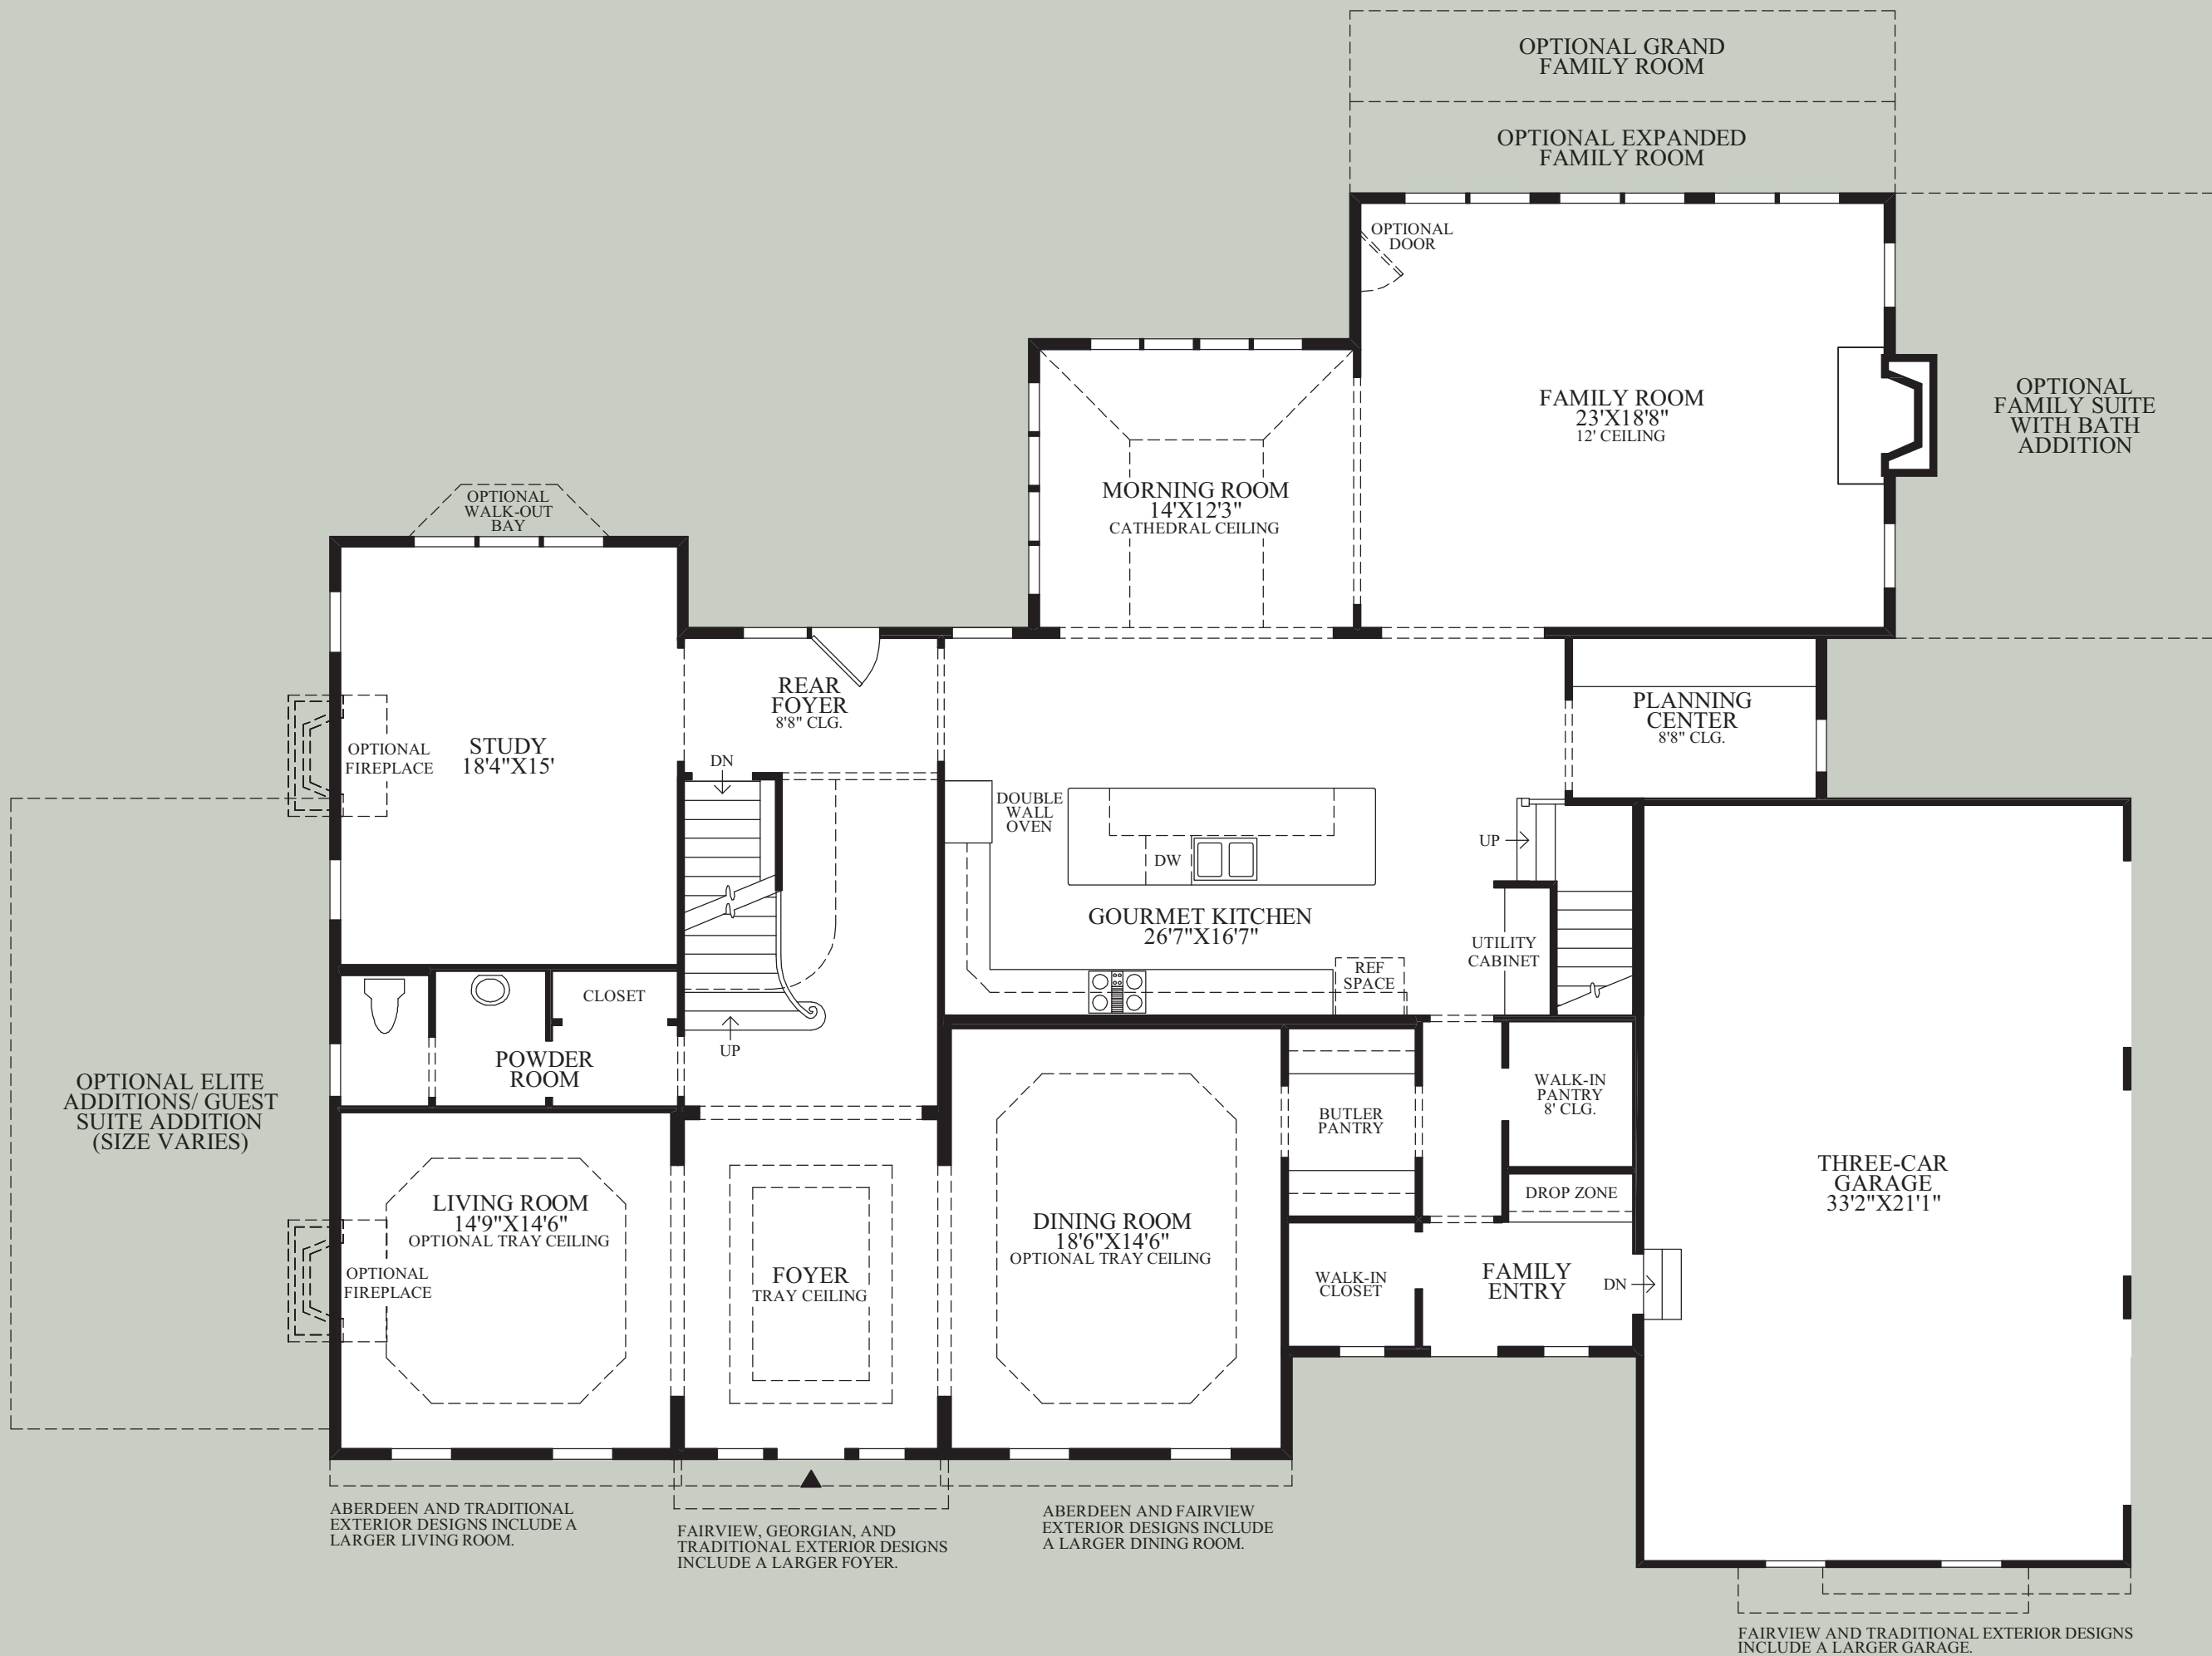 OPTIONAL GRAND
FAMILY ROOM
OPTIONAL EXPANDED
FAMILY ROOM
OPTIONAL
DOOR
FAMILY ROOM
23'X18'8"
12' CEILING
OPTIONAL
FAMILY SUITE
WITH BATH
ADDITION
MORNING ROOM
14'X12'3"
CATHEDRAL CEILING
OPTIONAL
WALK-OUT
BAY
REAR
FOYER
8'8" CLG.
PLANNING
CENTER
8'8" CLG.
STUDY
18'4"X15'
OPTIONAL
FIREPLACE
DN
DOUBLE
WALL
OVEN
DW
UP
GOURMET KITCHEN
26'7"X16'7"
UTILITY
CABINET
REF
SPACE
CLOSET
UP
POWDER
ROOM
OPTIONAL ELITE
ADDITIONS/ GUEST
SUITE ADDITION
(SIZE VARIES)
WALK-IN
PANTRY
8' CLG.
BUTLER
PANTRY
THREE-CAR
GARAGE
33'2"X21'1"
DROP ZONE
LIVING ROOM
14'9"X14'6"
OPTIONAL TRAY CEILING
OPTIONAL
FIREPLACE
FOYER
TRAY CEILING
DINING ROOM
18'6"X14'6"
OPTIONAL TRAY CEILING
WALK-IN
CLOSET
FAMILY
ENTRY
DN
ABERDEEN AND TRADITIONAL
EXTERIOR DESIGNS INCLUDE A
LARGER LIVING ROOM.
FAIRVIEW, GEORGIAN, AND
TRADITIONAL EXTERIOR DESIGNS
INCLUDE A LARGER FOYER.
ABERDEEN AND FAIRVIEW
EXTERIOR DESIGNS INCLUDE
A LARGER DINING ROOM.
FAIRVIEW AND TRADITIONAL EXTERIOR DESIGNS
INCLUDE A LARGER GARAGE.